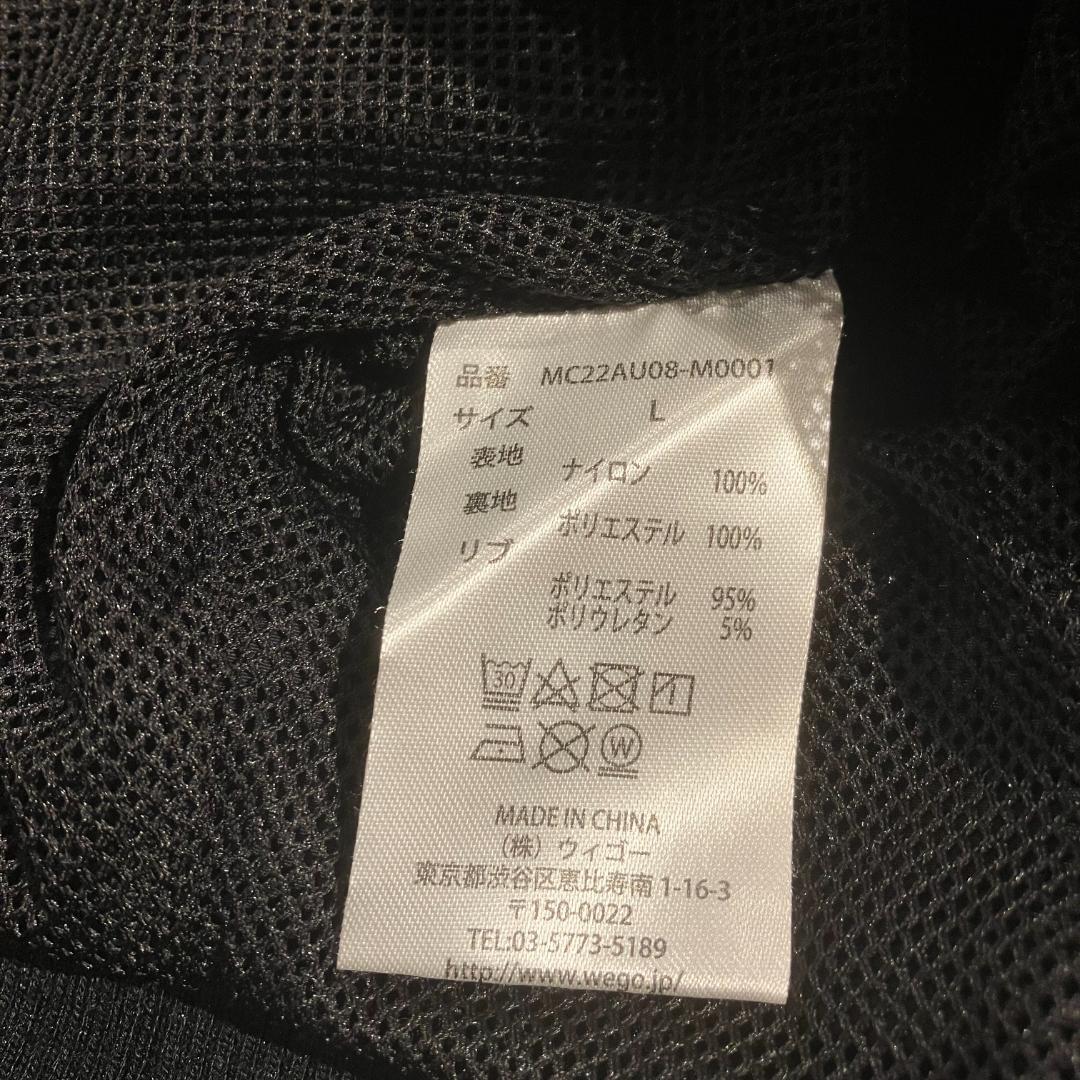 品番 MC22AU08-M0001
サイズ L
表地 ナイロン 100%
裏地 ポリエステル 100%
リブ ポリエステル 95%
ポリウレタン 5%
30
W
MADE IN CHINA
（株）ウィゴー
東京都渋谷区恵比寿南 1-16-3
〒150-0022
TEL:03-5773-5189
http://www.wego.jp/